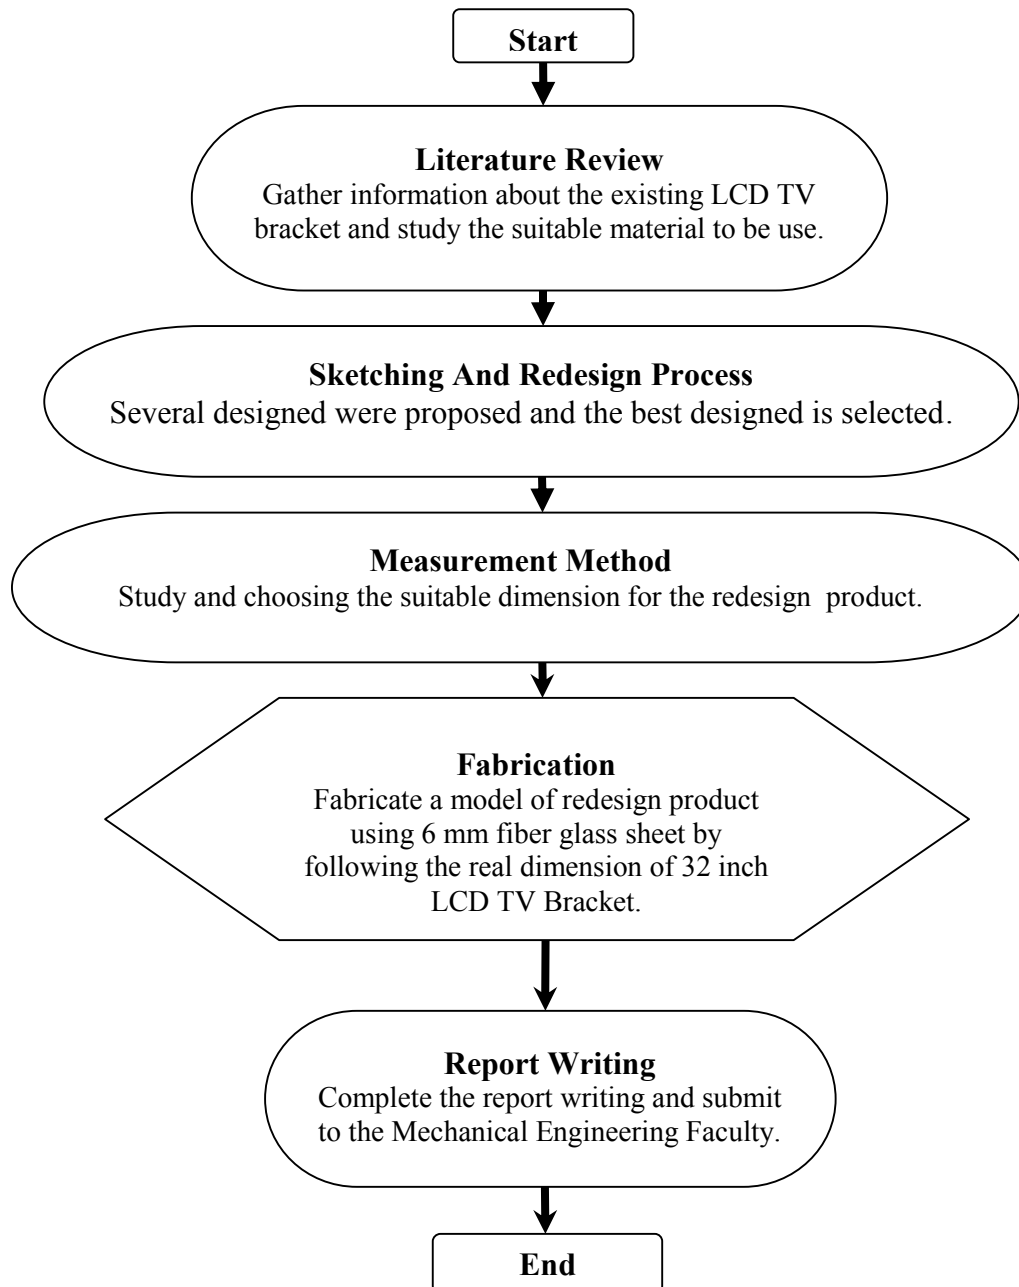 Start
Literature Review
Gather information about the existing LCD TV
bracket and study the suitable material to be use.
Sketching And Redesign Process
Several designed were proposed and the best designed is selected.
Measurement Method
Study and choosing the suitable dimension for the redesign  product.
Fabrication
Fabricate a model of redesign product
using 6 mm fiber glass sheet by
following the real dimension of 32 inch
LCD TV Bracket.
Report Writing
Complete the report writing and submit
to the Mechanical Engineering Faculty.
End